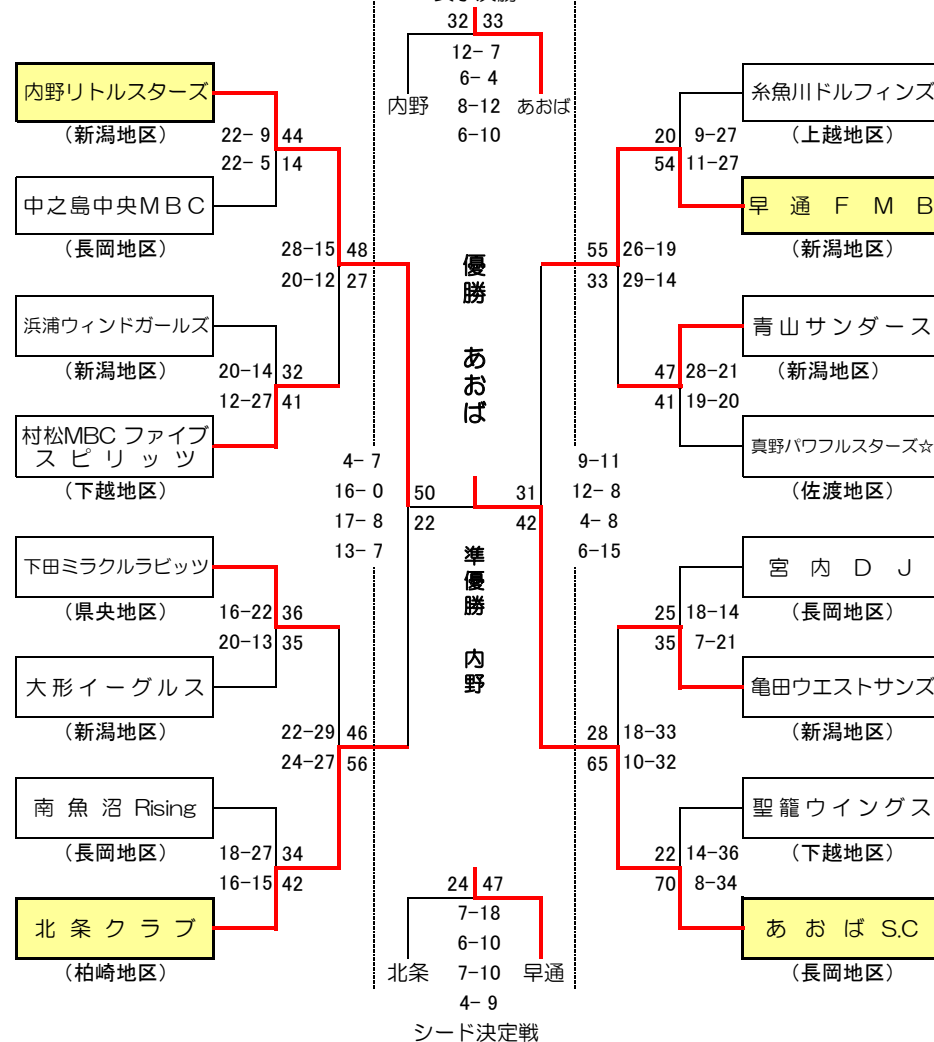 32 33
12- 7
6- 4
8-12
6-10
内野
あおば
内野リトルスターズ
（新潟地区）
22- 9 44
22- 5 14
中之島中央ＭＢＣ
（長岡地区）
28-15 48
20-12 27
浜浦ウィンドガールズ
（新潟地区）
20-14 32
12-27 41
村松MBC ファイブ
スピリッツ
（下越地区）
4- 7
16- 0
17- 8
13- 7
50
22
下田ミラクルラビッツ
（県央地区）
16-22 36
20-13 35
大形イーグルス
（新潟地区）
22-29 46
24-27 56
南魚沼 Rising
（長岡地区）
18-27 34
16-15 42
北条クラブ
（柏崎地区）
優勝 あおば
準優勝 内野
糸魚川ドルフィンズ
（上越地区）
20 9-27
54 11-27
早通ＦＭＢ
（新潟地区）
55 26-19
33 29-14
青山サンダース
（新潟地区）
47 28-21
41 19-20
真野パワフルスターズ☆
（佐渡地区）
9-11
12- 8
4- 8
6-15
31
42
宮内ＤＪ
（長岡地区）
25 18-14
35 7-21
亀田ウエストサンズ
（新潟地区）
28 18-33
65 10-32
聖籠ウイングス
（下越地区）
22 14-36
70 8-34
あおば S.C
（長岡地区）
24 47
7-18
6-10
7-10
4- 9
北条
早通
シード決定戦